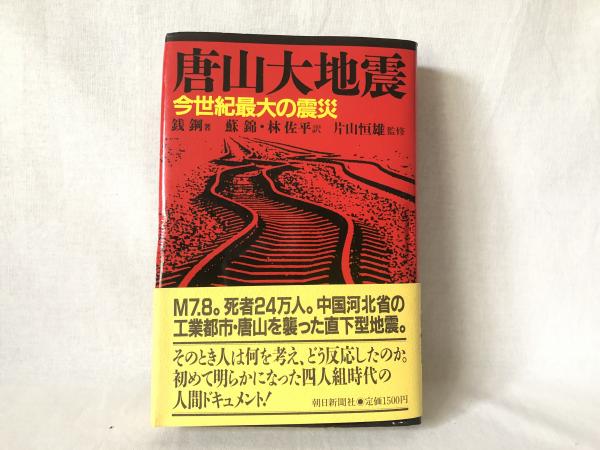 唐山大地震
今世紀最大の震災
銭鋼著 蘇錦・林佐平訳 片山恒雄監修
M7.8。死者24万人。中国河北省の
工業都市・唐山を襲った直下型地震。
そのとき人は何を考え、どう反応したのか。
初めて明らかになった四人組時代の
人間ドキュメント!
朝日新聞社●定価1500円